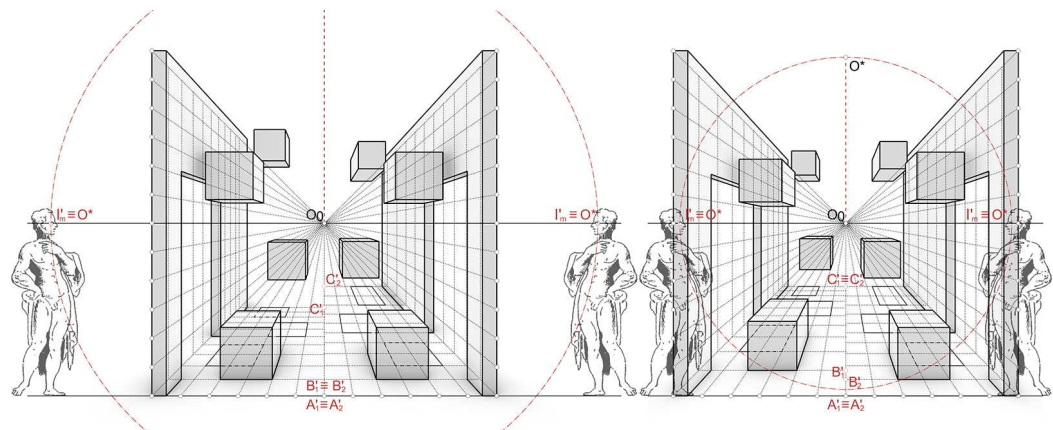 O₀
I'ₘ ≡ O*
I'ₘ ≡ O*
C'₂
C'₁
B'₁ ≡ B'₂
A'₁≡A'₂
O*
O₀
I'ₘ ≡ O*
I'ₘ ≡ O*
C'₁≡C'₂
B'₁
B'₂
A'₁≡A'₂